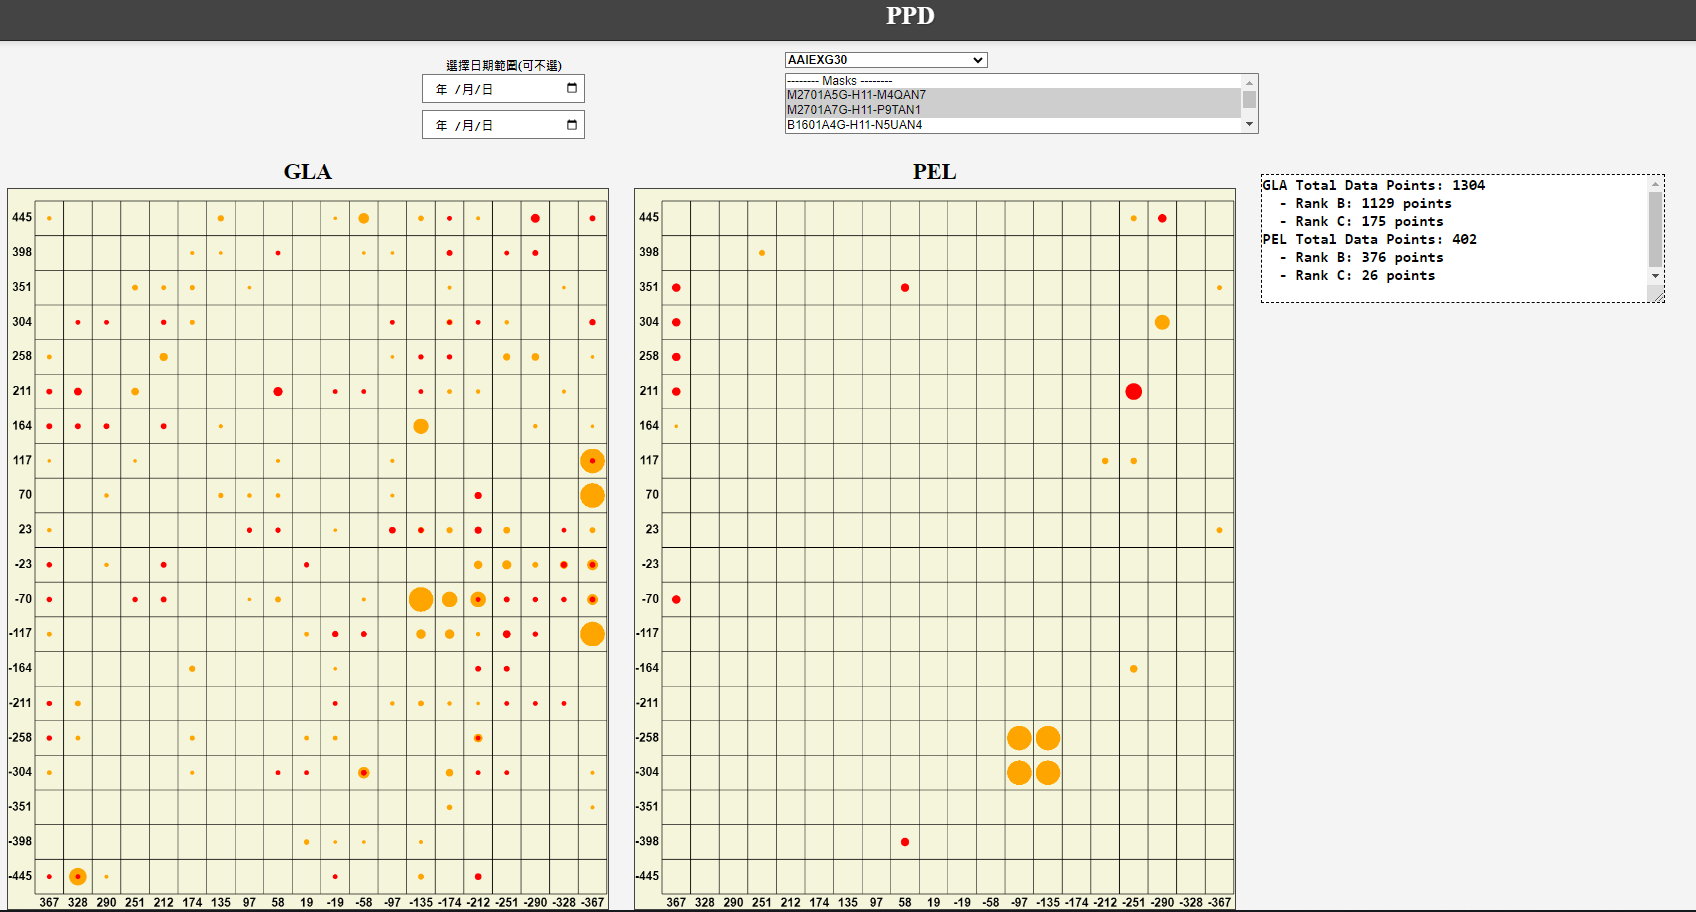 PPD
選擇日期範圍(可不選)
年 /月/日
年 /月/日
AAIEXG30
-------- Masks --------
M2701A5G-H11-M4QAN7
M2701A7G-H11-P9TAN1
B1601A4G-H11-N5UAN4
GLA
445
398
351
304
258
211
164
117
70
23
-23
-70
-117
-164
-211
-258
-304
-351
-398
-445
367 328 290 251 212 174 135 97 58 19 -19 -58 -97 -135 -174 -212 -251 -290 -328 -367
PEL
445
398
351
304
258
211
164
117
70
23
-23
-70
-117
-164
-211
-258
-304
-351
-398
-445
367 328 290 251 212 174 135 97 58 19 -19 -58 -97 -135 -174 -212 -251 -290 -328 -367
GLA Total Data Points: 1304
- Rank B: 1129 points
- Rank C: 175 points
PEL Total Data Points: 402
- Rank B: 376 points
- Rank C: 26 points